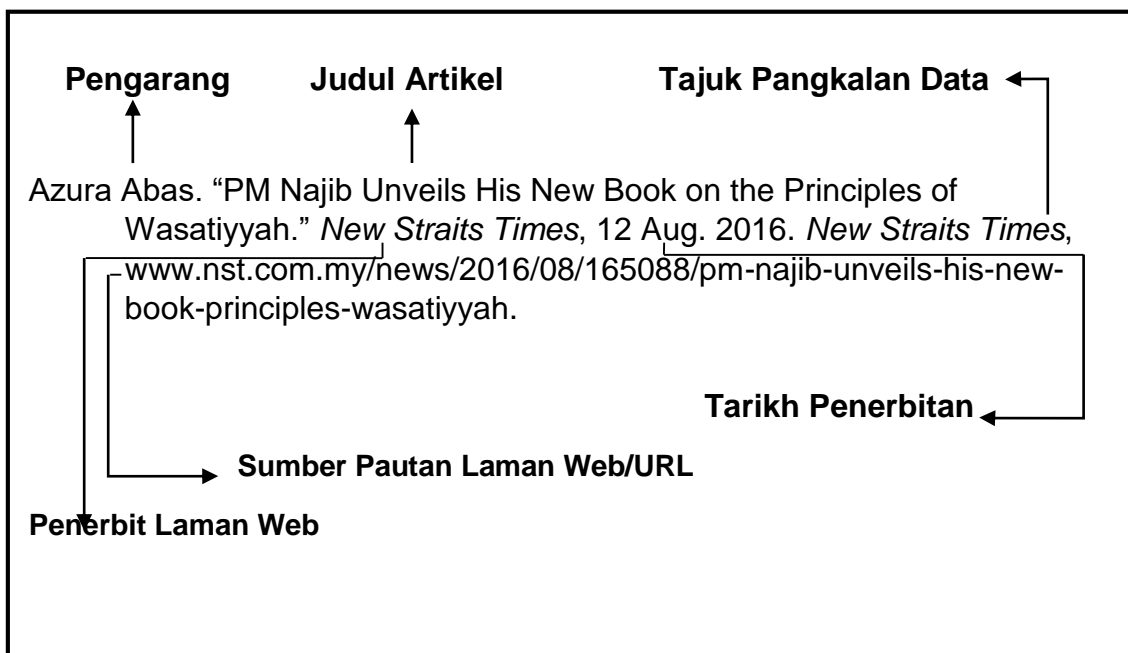 Pengarang Judul Artikel Tajuk Pangkalan Data
Azura Abas. “PM Najib Unveils His New Book on the Principles of
Wasatiyyah.” New Straits Times, 12 Aug. 2016. New Straits Times,
www.nst.com.my/news/2016/08/165088/pm-najib-unveils-his-new-
book-principles-wasatiyyah.
Tarikh Penerbitan
Sumber Pautan Laman Web/URL
Penerbit Laman Web